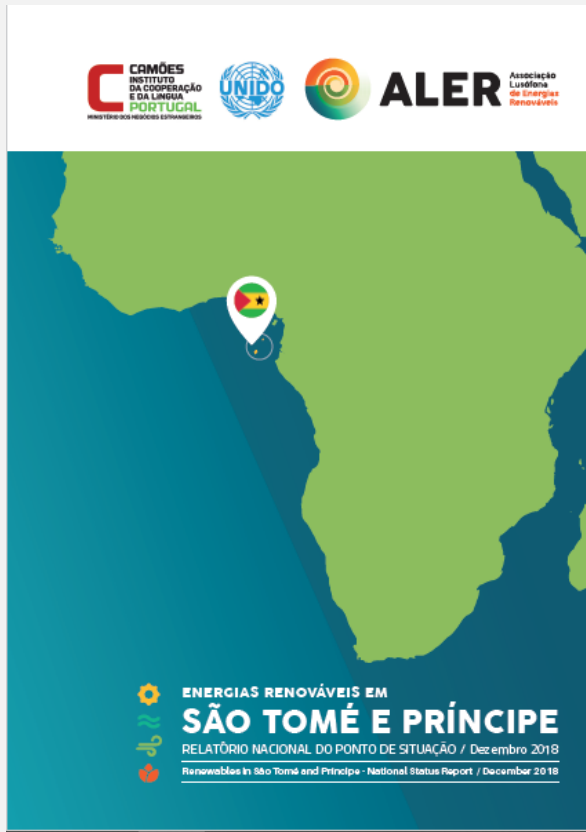 CAMÕES
INSTITUTO
DA COOPERAÇÃO
E DA LÍNGUA
PORTUGAL
MINISTÉRIO DOS NEGÓCIOS ESTRANGEIROS
UNIDO
ALER
Associação
Lusófona
de Energias
Renováveis
ENERGIAS RENOVÁVEIS EM
SÃO TOMÉ E PRÍNCIPE
RELATÓRIO NACIONAL DO PONTO DE SITUAÇÃO / Dezembro 2018
Renewables in São Tomé and Príncipe - National Status Report / December 2018